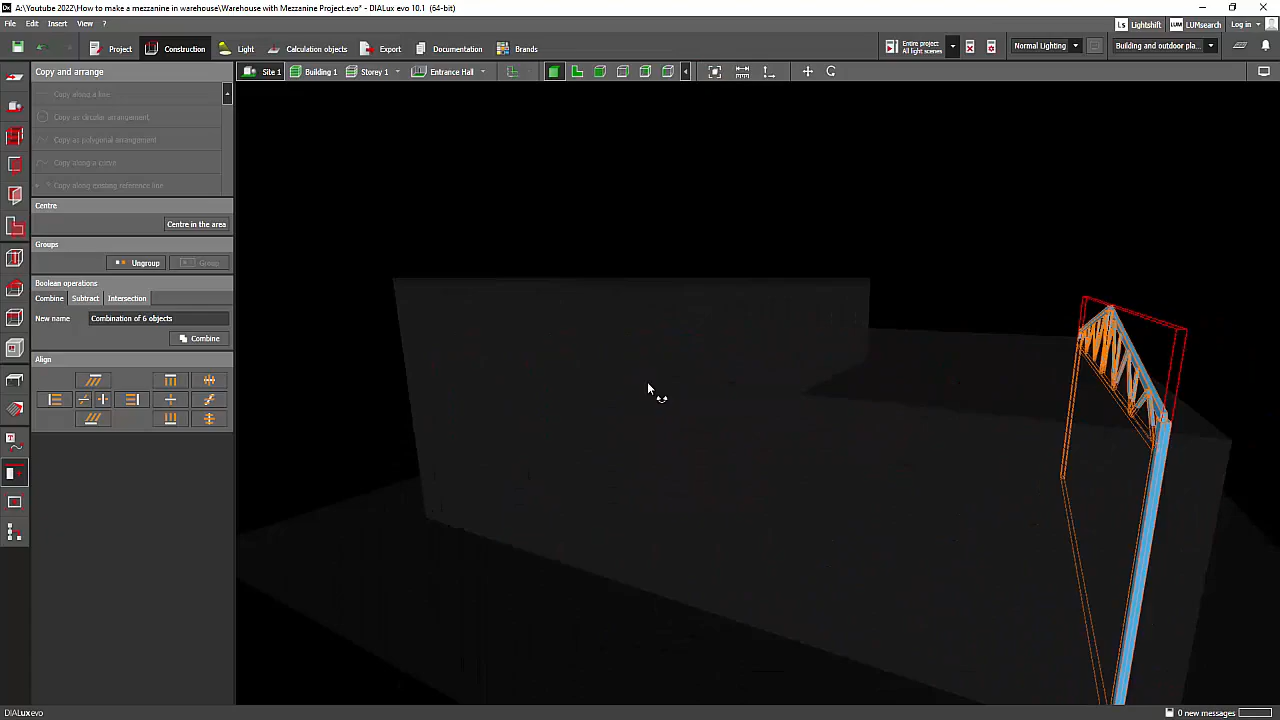 A:\Youtube 2022\How to make a mezzanine in warehouse\Warehouse with Mezzanine Project.evo* - DIALux evo 10.1 (64-bit)
File Edit Insert View ?
Project Construction Light Calculation objects Export Documentation Brands
Ls Lightshift LUM LUMsearch Log in
Entire project
All light scenes
Normal Lighting
Building and outdoor pla...
Copy and arrange
Site 1 Building 1 Storey 1 Entrance Hall
Copy along a line
Copy as circular arrangement
Copy as polygonal arrangement
Copy along a curve
Copy along existing reference line
Centre
Centre in the area
Groups
Ungroup Group
Boolean operations
Combine Subtract Intersection
New name Combination of 6 objects
Combine
Align
DIALux evo
0 new messages